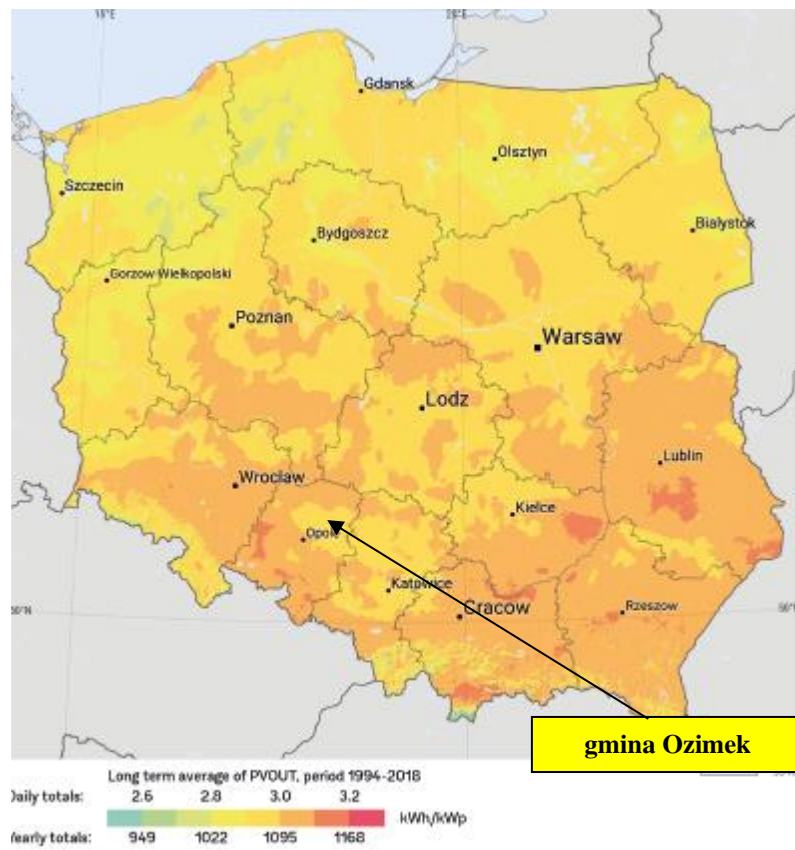 15°E
Gdansk
Olsztyn
Szczecin
Bialystok
Bydgoszcz
Gorzow Wielkopolski
Poznan
Warsaw
Lodz
Lublin
Wroclaw
Kielce
Opole
Katowice
Cracow
Rzeszow
gmina Ozimek
Long term average of PVOUT, period 1994-2018
Daily totals: 2.6 2.8 3.0 3.2
kWh/kWp
Yearly totals: 949 1022 1095 1168